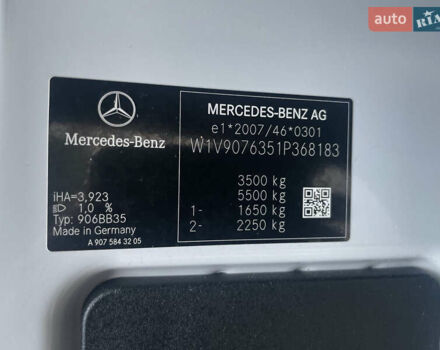 auto RIA
Mercedes-Benz
MERCEDES-BENZ AG
e1*2007/46*0301
W1V9076351P368183
3500 kg
5500 kg
1- 1650 kg
2- 2250 kg
iHA=3,923
1,0 %
Typ: 906BB35
Made in Germany
A 907 584 32 05